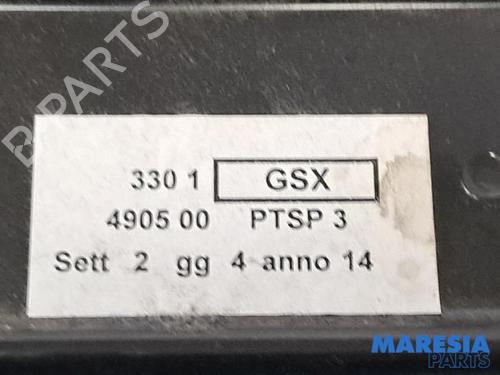 B-PARTS
330 1 GSX
4905 00 PTSP 3
Sett 2 gg 4 anno 14
MARESIA
PARTS